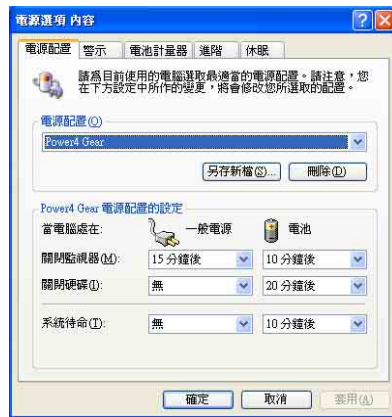 電源選項 內容
電源配置 警示 電池計量器 進階 休眠
請為目前使用的電腦選取最適當的電源配置。請注意，您
在下方設定中所作的變更，將會修改您所選取的配置。
電源配置(O)
Power4 Gear
另存新檔(S)... 刪除(D)
Power4 Gear 電源配置的設定
當電腦處在: 一般電源 電池
關閉監視器(M): 15 分鐘後 10 分鐘後
關閉硬碟(I): 無 20 分鐘後
系統待命(T): 無 10 分鐘後
確定 取消 套用(A)